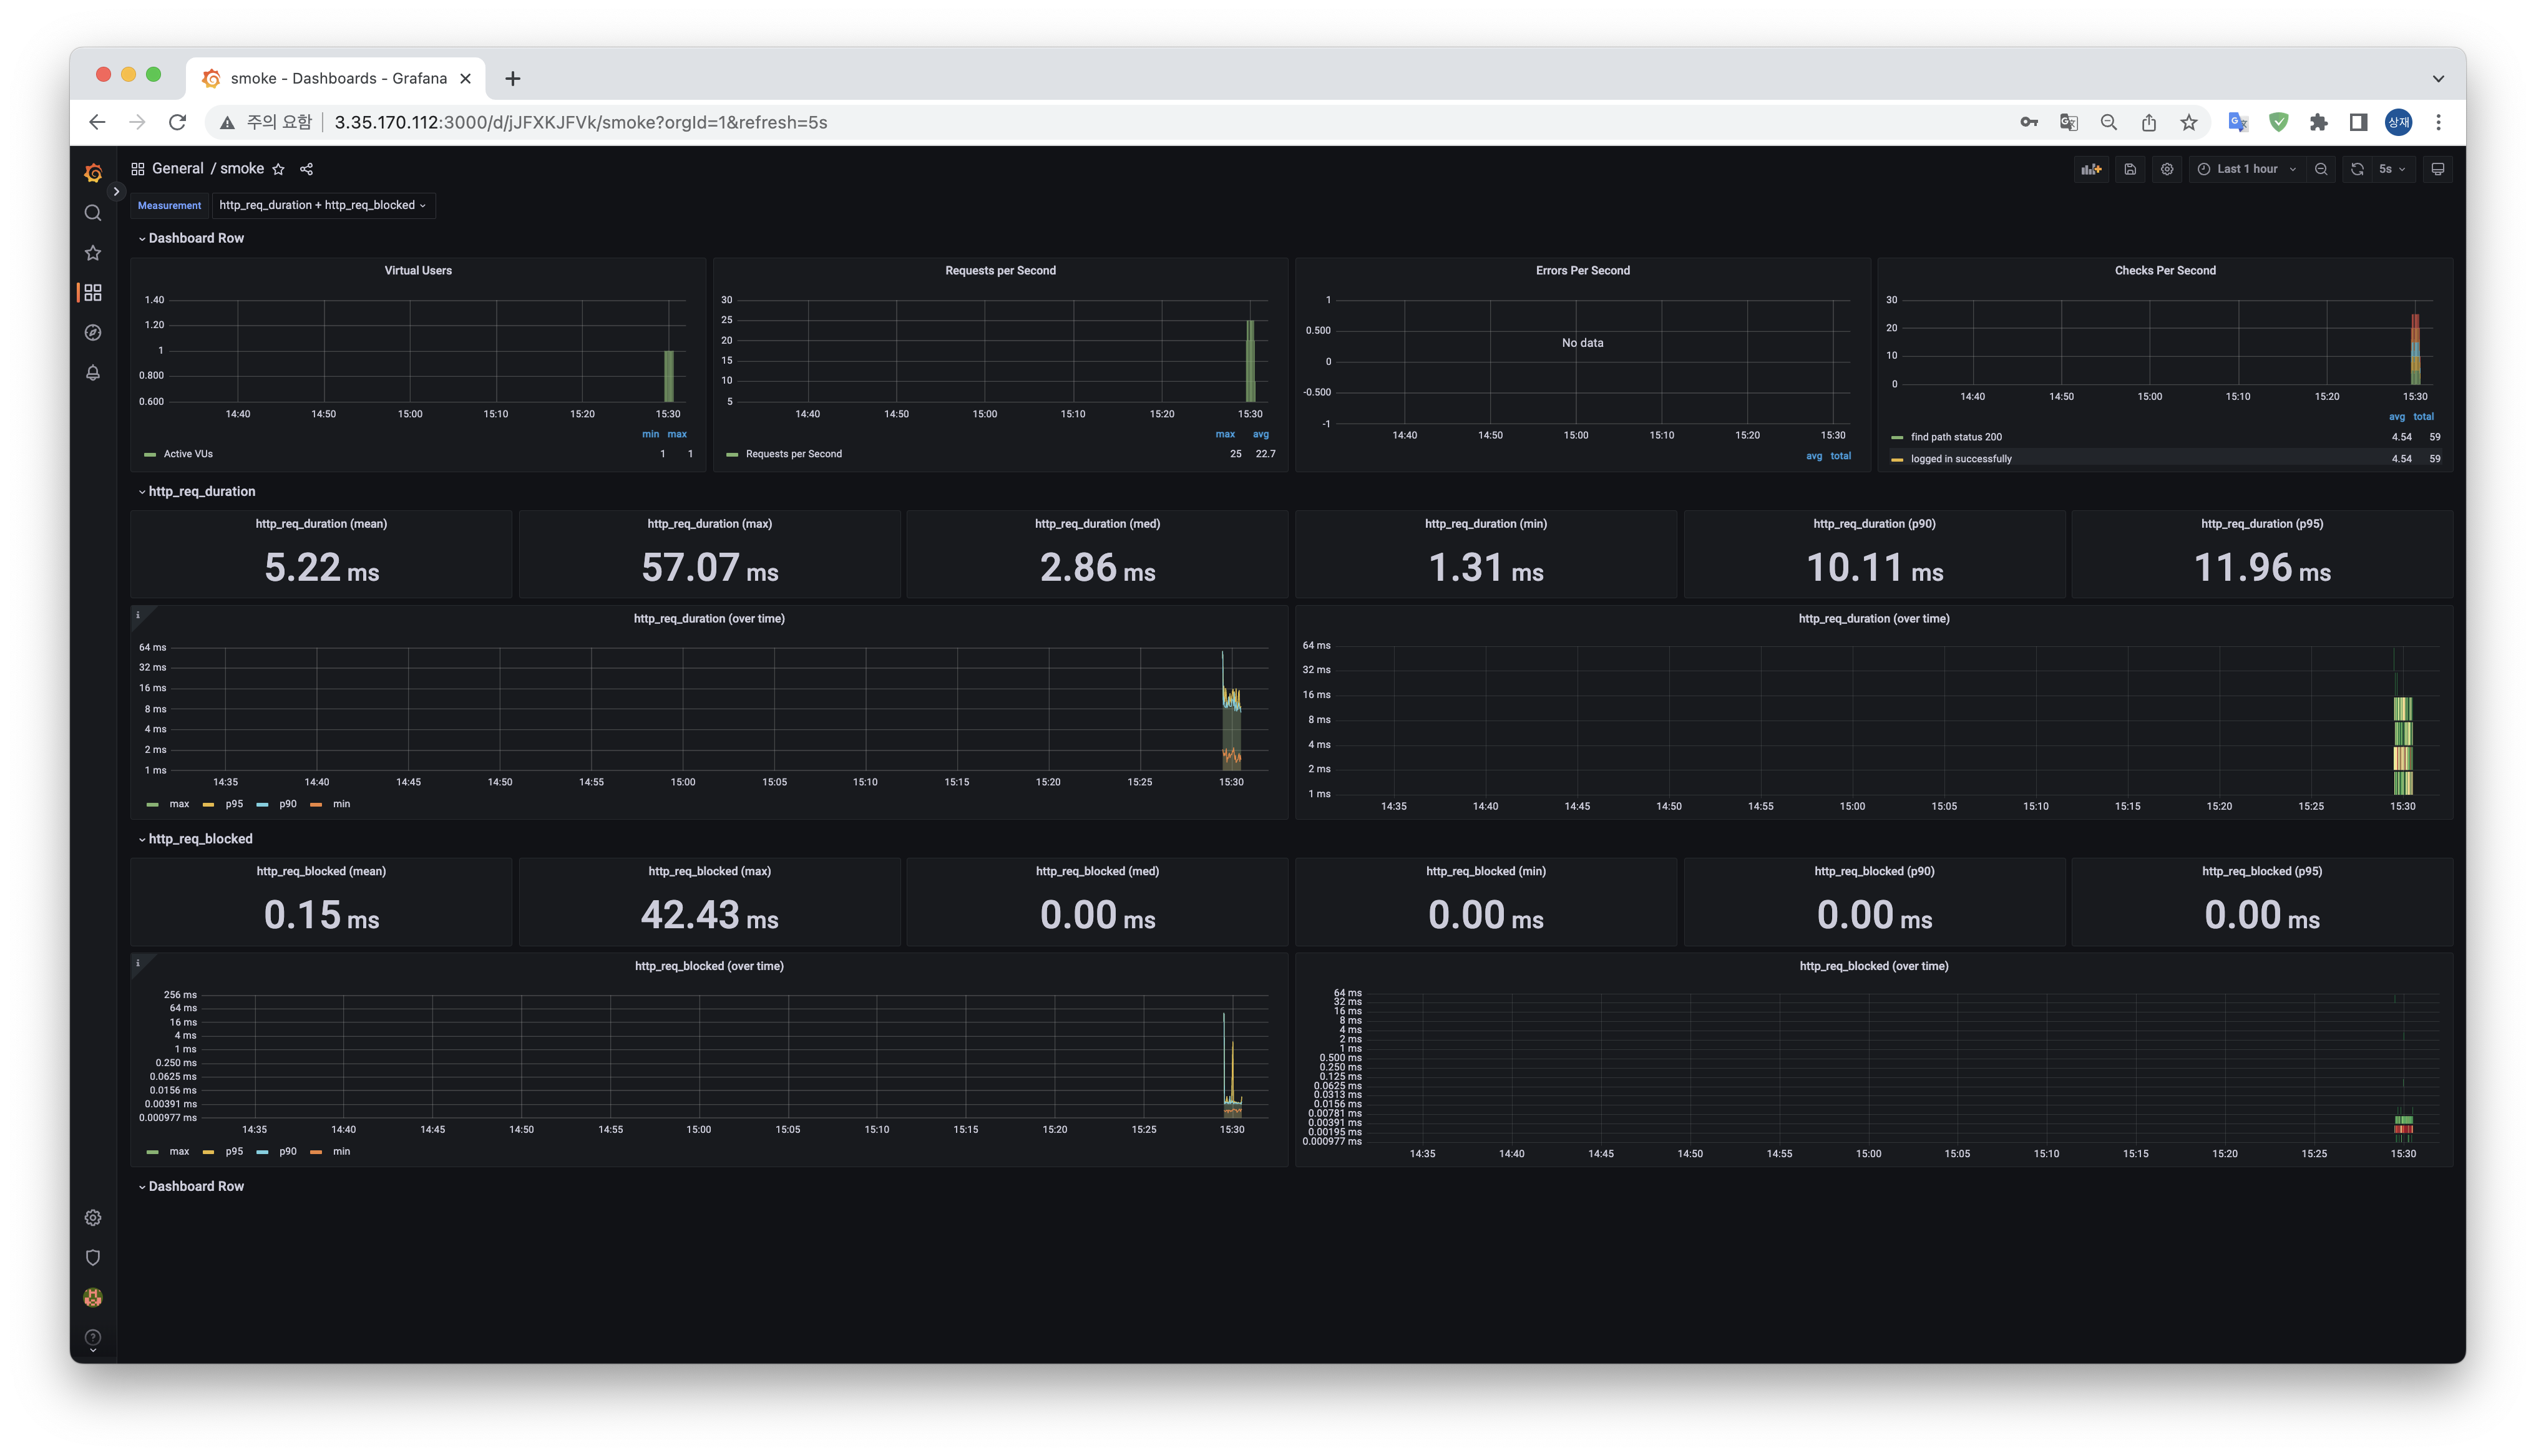 smoke - Dashboards - Grafana
주의 요함 3.35.170.112:3000/d/jJFXKJFVk/smoke?orgId=1&refresh=5s 상재
General / smoke Last 1 hour 5s
Measurement http_req_duration + http_req_blocked
Dashboard Row
Virtual Users
1.40
1.20
1
0.800
0.600
14:40 14:50 15:00 15:10 15:20 15:30
min max
Active VUs 1 1
Requests per Second
30
25
20
15
10
5
14:40 14:50 15:00 15:10 15:20 15:30
max avg
Requests per Second 25 22.7
Errors Per Second
1
0.500
0
-0.500
-1
No data
14:40 14:50 15:00 15:10 15:20 15:30
avg total
Checks Per Second
30
20
10
0
14:40 14:50 15:00 15:10 15:20 15:30
avg total
find path status 200 4.54 59
logged in successfully 4.54 59
http_req_duration
http_req_duration (mean)
5.22 ms
http_req_duration (max)
57.07 ms
http_req_duration (med)
2.86 ms
http_req_duration (min)
1.31 ms
http_req_duration (p90)
10.11 ms
http_req_duration (p95)
11.96 ms
http_req_duration (over time)
64 ms
32 ms
16 ms
8 ms
4 ms
2 ms
1 ms
14:35 14:40 14:45 14:50 14:55 15:00 15:05 15:10 15:15 15:20 15:25 15:30
max p95 p90 min
http_req_duration (over time)
64 ms
32 ms
16 ms
8 ms
4 ms
2 ms
1 ms
14:35 14:40 14:45 14:50 14:55 15:00 15:05 15:10 15:15 15:20 15:25 15:30
http_req_blocked
http_req_blocked (mean)
0.15 ms
http_req_blocked (max)
42.43 ms
http_req_blocked (med)
0.00 ms
http_req_blocked (min)
0.00 ms
http_req_blocked (p90)
0.00 ms
http_req_blocked (p95)
0.00 ms
http_req_blocked (over time)
256 ms
64 ms
16 ms
4 ms
1 ms
0.250 ms
0.0625 ms
0.0156 ms
0.00391 ms
0.000977 ms
14:35 14:40 14:45 14:50 14:55 15:00 15:05 15:10 15:15 15:20 15:25 15:30
max p95 p90 min
http_req_blocked (over time)
64 ms
32 ms
16 ms
8 ms
4 ms
2 ms
1 ms
0.500 ms
0.250 ms
0.125 ms
0.0625 ms
0.0313 ms
0.0156 ms
0.00781 ms
0.00391 ms
0.00195 ms
0.000977 ms
14:35 14:40 14:45 14:50 14:55 15:00 15:05 15:10 15:15 15:20 15:25 15:30
Dashboard Row